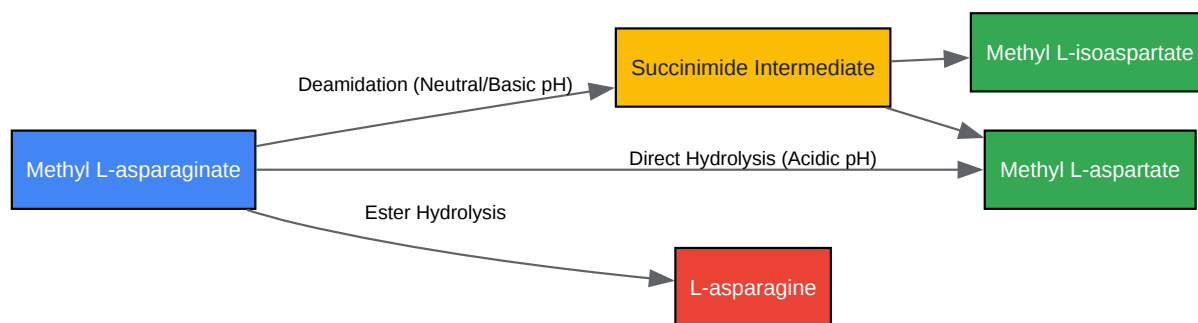 Methyl L-asparaginate
Deamidation (Neutral/Basic pH)
Succinimide Intermediate
Methyl L-isoaspartate
Direct Hydrolysis (Acidic pH)
Methyl L-aspartate
Ester Hydrolysis
L-asparagine